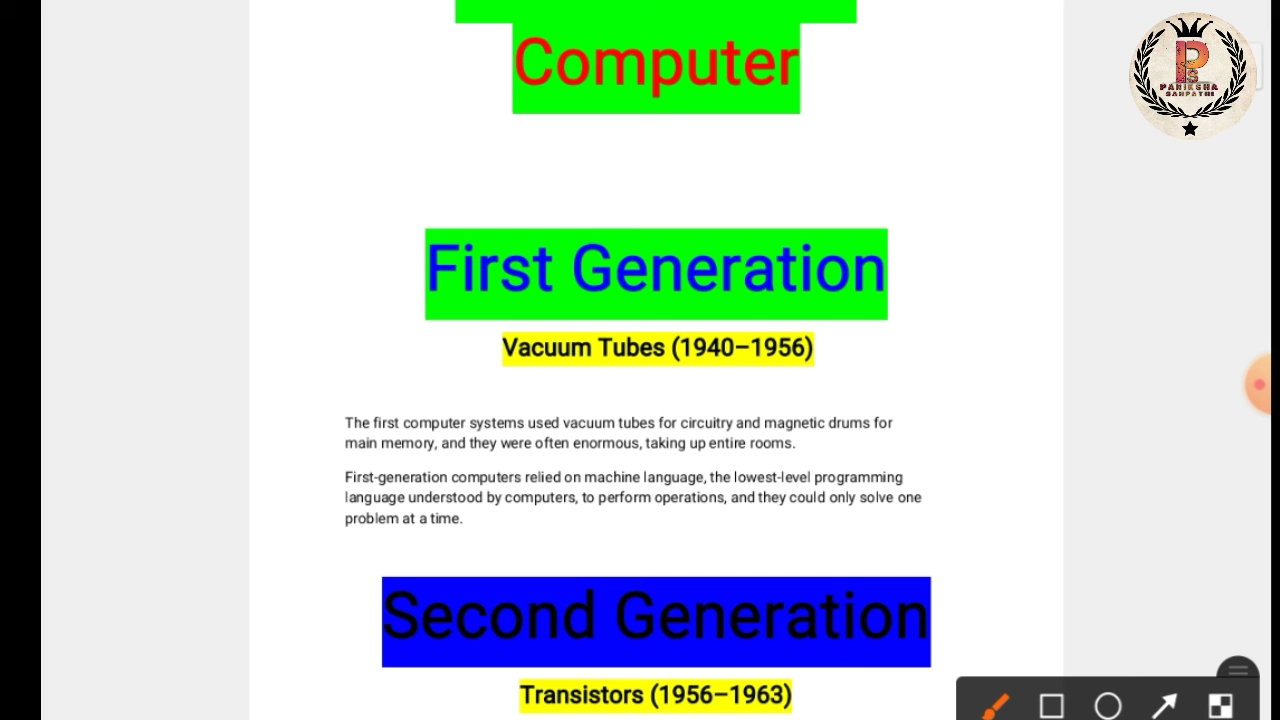 Computer
First Generation
Vacuum Tubes (1940–1956)
The first computer systems used vacuum tubes for circuitry and magnetic drums for
main memory, and they were often enormous, taking up entire rooms.
First-generation computers relied on machine language, the lowest-level programming
language understood by computers, to perform operations, and they could only solve one
problem at a time.
Second Generation
Transistors (1956–1963)
PS
PARIKSHA
SANPATHI